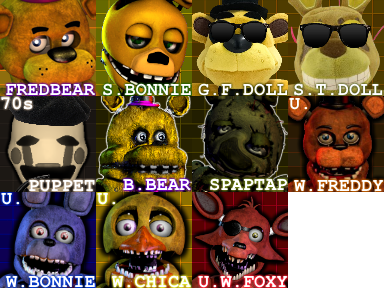 FREDBEAR
S.BONNIE
G.F.DOLL
S.T.DOLL
70s
PUPPET
B.BEAR
SPAPTAP
U.
W.FREDDY
U.
W.BONNIE
U.
W.CHICA
U.W.FOXY